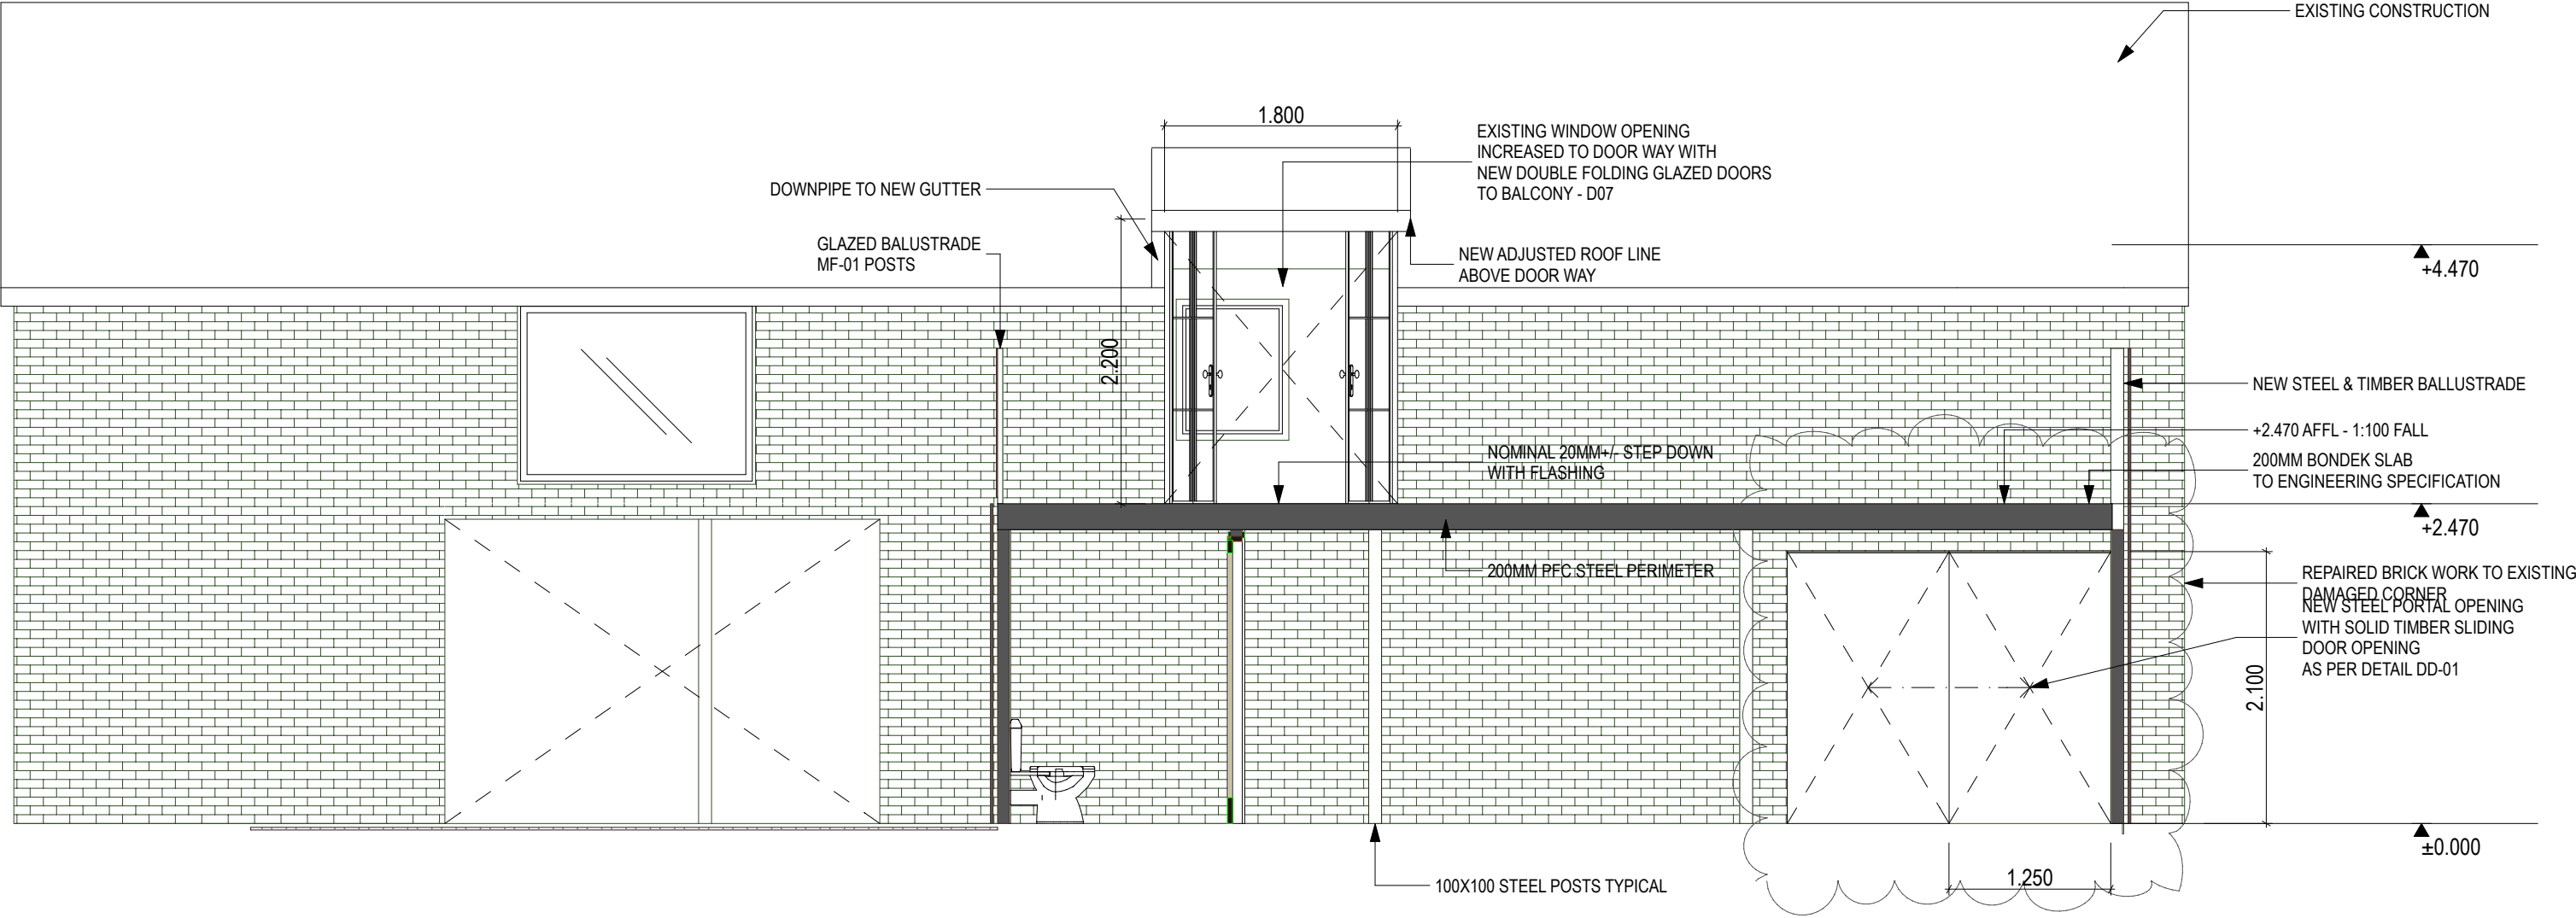 EXISTING CONSTRUCTION
1.800
EXISTING WINDOW OPENING
INCREASED TO DOOR WAY WITH
NEW DOUBLE FOLDING GLAZED DOORS
TO BALCONY - D07
DOWNPIPE TO NEW GUTTER
GLAZED BALUSTRADE
MF-01 POSTS
NEW ADJUSTED ROOF LINE
ABOVE DOOR WAY
+4.470
2.200
NEW STEEL & TIMBER BALLUSTRADE
+2.470 AFFL - 1:100 FALL
NOMINAL 20MM+/- STEP DOWN
WITH FLASHING
200MM BONDEK SLAB
TO ENGINEERING SPECIFICATION
+2.470
200MM PFC STEEL PERIMETER
REPAIRED BRICK WORK TO EXISTING
DAMAGED CORNER
NEW STEEL PORTAL OPENING
WITH SOLID TIMBER SLIDING
DOOR OPENING
AS PER DETAIL DD-01
2.100
±0.000
1.250
100X100 STEEL POSTS TYPICAL